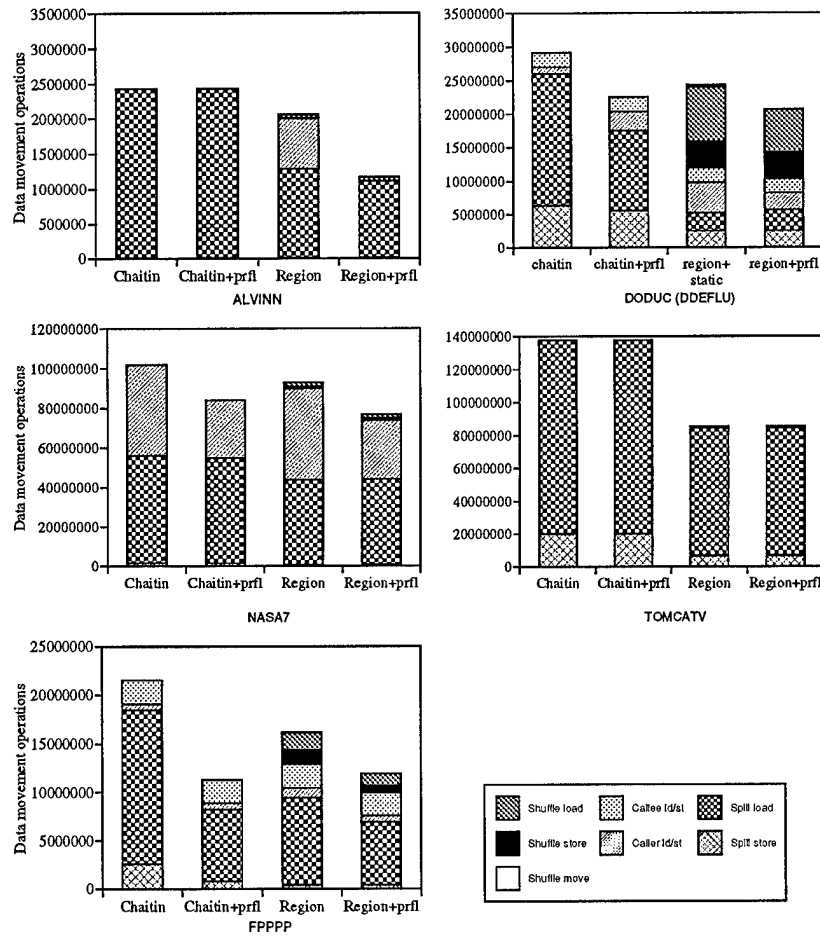 3500000
3000000
2500000
2000000
1500000
1000000
500000
0
Data movement operations
Chaitin Chaitin+prfl Region Region+prfl
ALVINN
35000000
30000000
25000000
20000000
15000000
10000000
5000000
0
chaitin chaitin+prfl region+ static region+prfl
DODUC (DDEFLU)
120000000
100000000
80000000
60000000
40000000
20000000
0
Data movement operations
Chaitin Chaitin+prfl Region Region+prfl
NASA7
140000000
120000000
100000000
80000000
60000000
40000000
20000000
0
Chaitin Chaitin+prfl Region Region+prfl
TOMCATV
25000000
20000000
15000000
10000000
5000000
0
Data movement operations
Chaitin Chaitin+prfl Region Region+prfl
FPPPP
Shuffle load Callee ld/st Spill load
Shuffle store Caller ld/st Spill store
Shuffle move